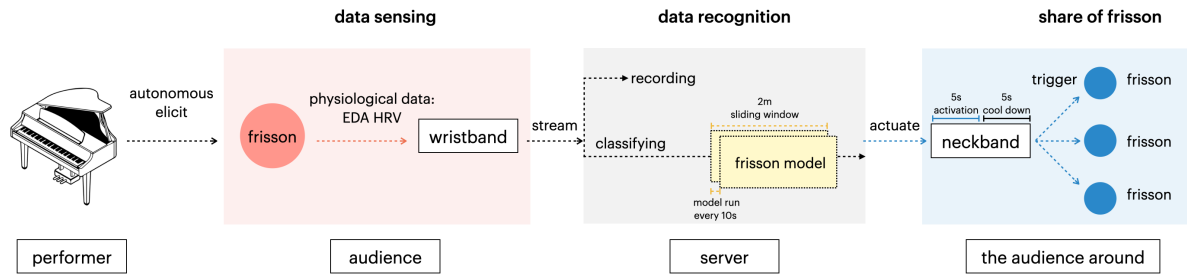 data sensing
data recognition
share of frisson
autonomous
elicit
frisson
physiological data:
EDA HRV
wristband
stream
recording
classifying
2m
sliding window
frisson model
model run
every 10s
actuate
5s
activation
5s
cool down
neckband
trigger
frisson
frisson
frisson
performer
audience
server
the audience around